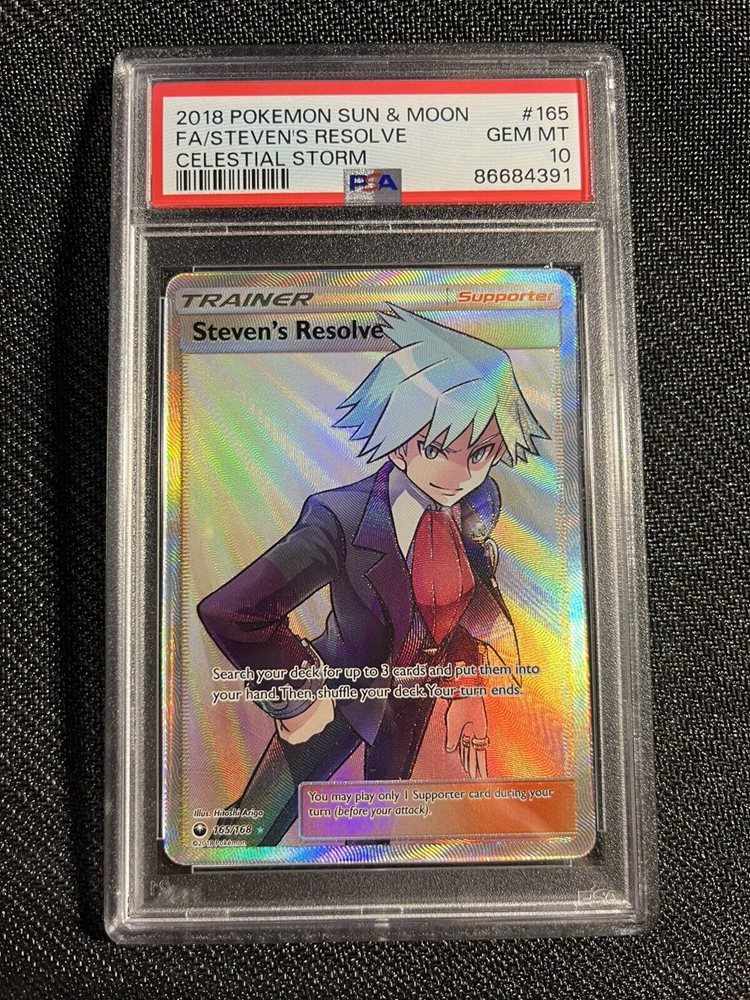 2018 POKEMON SUN & MOON #165
FA/STEVEN'S RESOLVE GEM MT
CELESTIAL STORM 10
PSA 86684391
TRAINER Supporter
Steven's Resolve
Search your deck for up to 3 cards and put them into
your hand. Then, shuffle your deck. Your turn ends.
You may play only 1 Supporter card during your
turn (before your attack).
Illus. Hitoshi Ariga
165/168
©2018 Pokémon
PSA